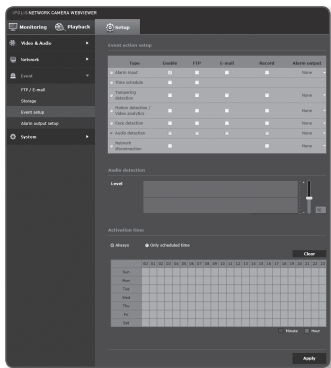 iPOLiS NETWORK CAMERA WEBVIEWER
Monitoring Playback Setup
Video & Audio
Network
Event
FTP / E-mail
Storage
Event setup
Alarm output setup
System
Event action setup
Type Enable FTP E-mail Record Alarm output
Alarm input None
Time schedule None
Tampering detection None
Motion detection / Video analytics None
Face detection None
Audio detection None
Network disconnection None
Audio detection
Level
Activation time
Always Only scheduled time
Clear
00 01 02 03 04 05 06 07 08 09 10 11 12 13 14 15 16 17 18 19 20 21 22 23
Sun
Mon
Tue
Wed
Thu
Fri
Sat
Minute Hour
Apply